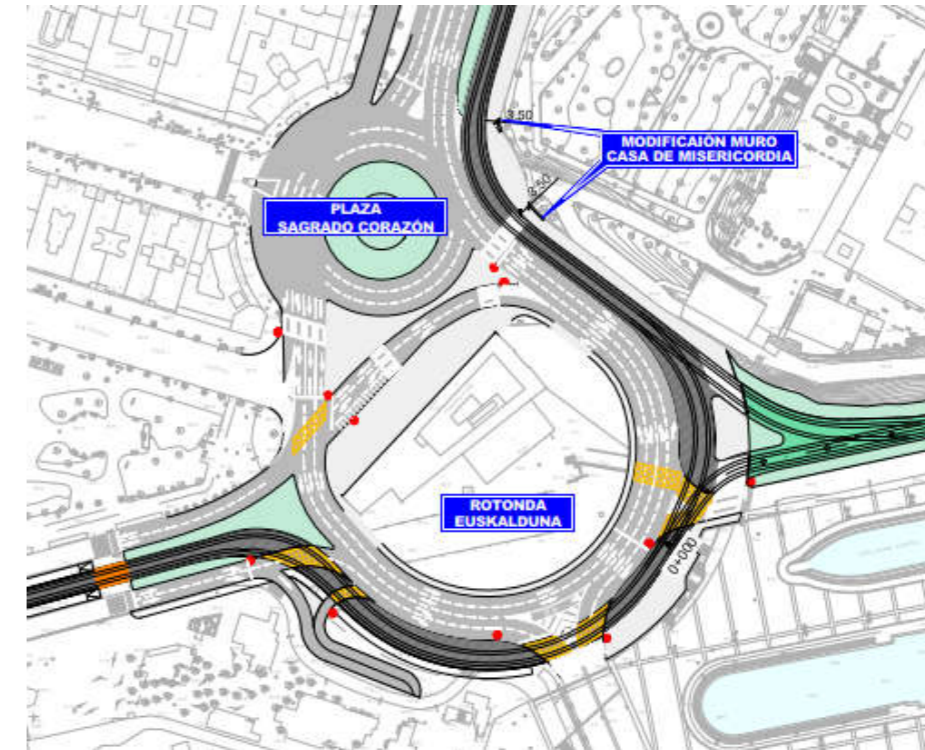 3.50
MODIFICAIÓN MURO
CASA DE MISERICORDIA
3.50
PLAZA
SAGRADO CORAZÓN
ROTONDA
EUSKALDUNA
0+000